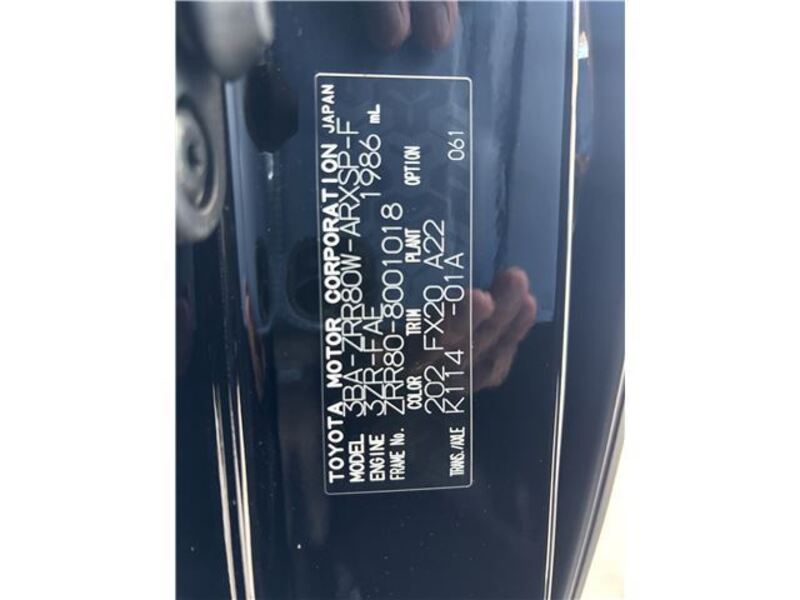 TOYOTA MOTOR CORPORATION JAPAN
MODEL 3BA-ZRR80W-ARXSP-F
ENGINE 3ZR-FAE 1986 mL
FRAME No. ZRR80-8001018
COLOR TRIM PLANT OPTION
202 FX20 A22
TRANS./AXLE K114 -01A 061